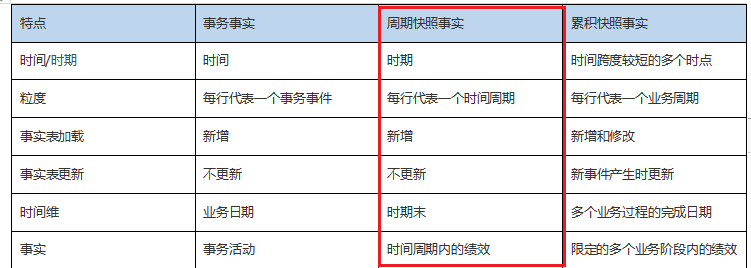 特点 事务事实 周期快照事实 累积快照事实
时间/时期 时间 时期 时间跨度较短的多个时点
粒度 每行代表一个事务事件 每行代表一个时间周期 每行代表一个业务周期
事实表加载 新增 新增 新增和修改
事实表更新 不更新 不更新 新事件产生时更新
时间维 业务日期 时期末 多个业务过程的完成日期
事实 事务活动 时间周期内的绩效 限定的多个业务阶段内的绩效